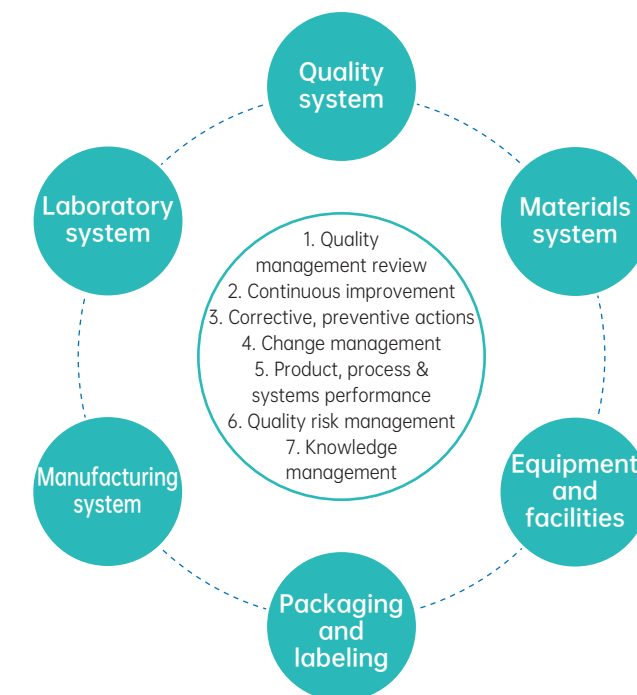 Quality
system
Laboratory
system
Materials
system
1. Quality
management review
2. Continuous improvement
3. Corrective, preventive actions
4. Change management
5. Product, process &
systems performance
6. Quality risk management
7. Knowledge
management
Manufacturing
system
Equipment
and
facilities
Packaging
and
labeling